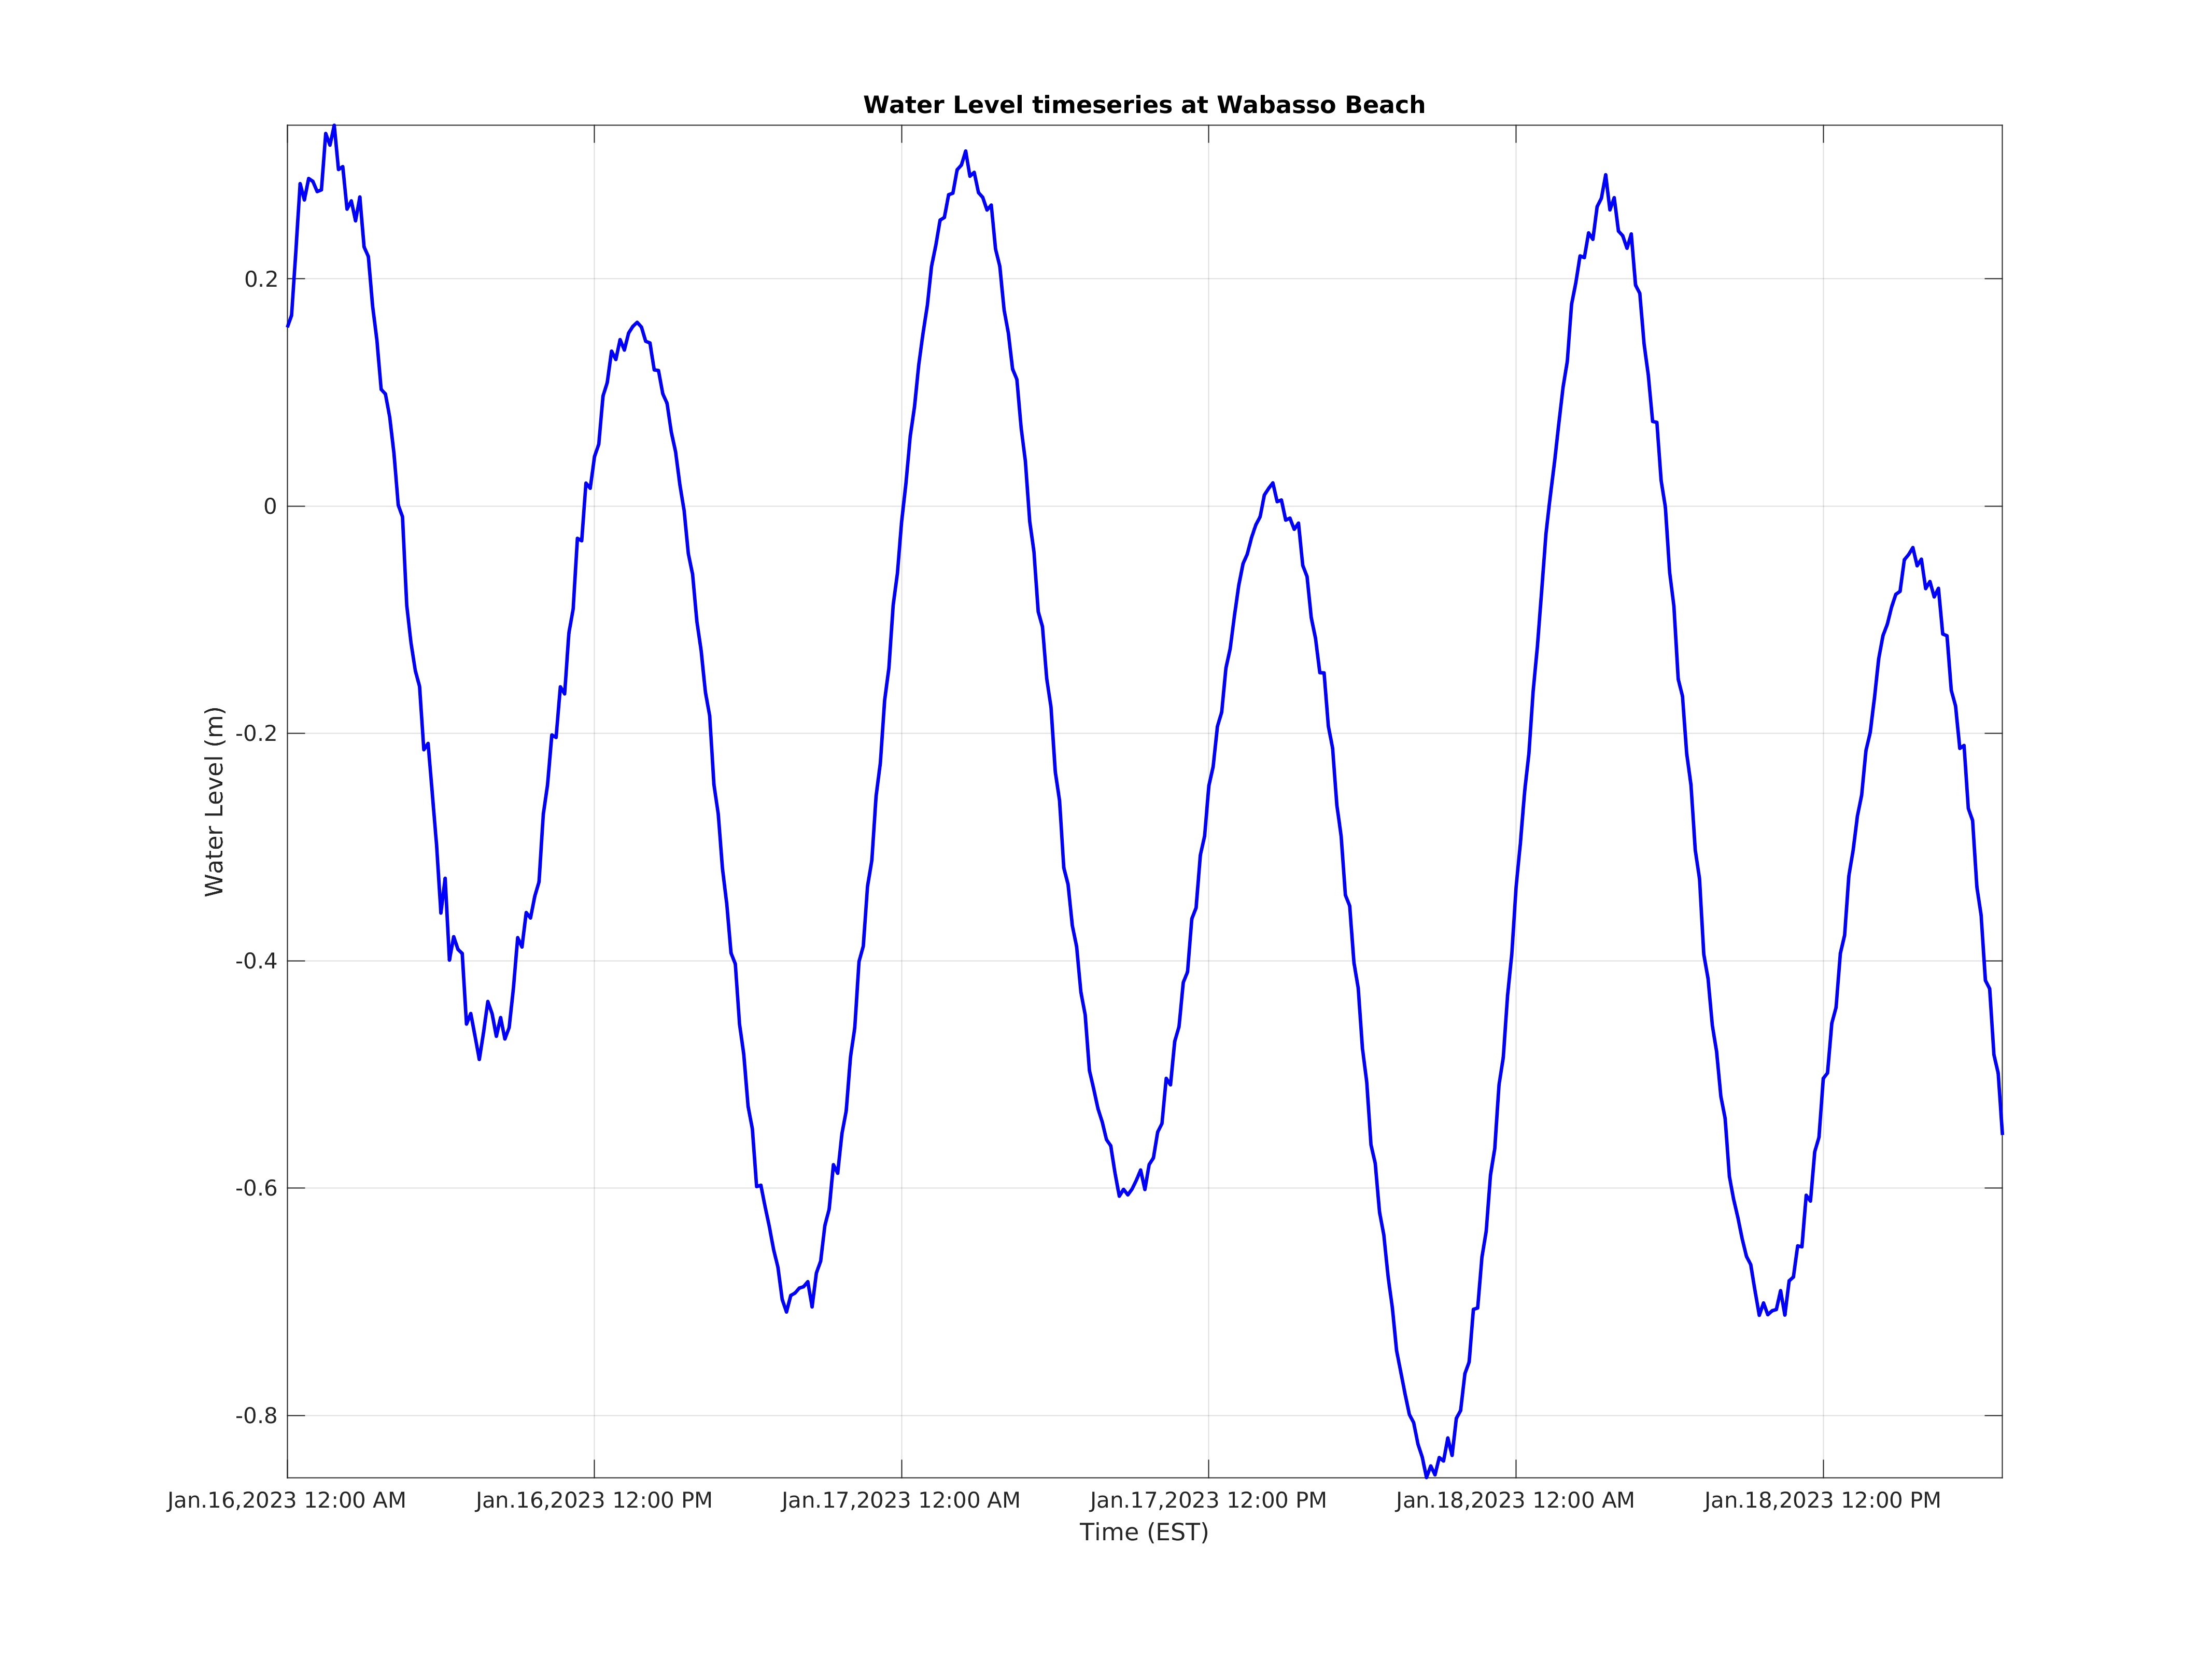 Water Level timeseries at Wabasso Beach
0.2
0
-0.2
-0.4
-0.6
-0.8
Water Level (m)
Jan.16,2023 12:00 AM
Jan.16,2023 12:00 PM
Jan.17,2023 12:00 AM
Jan.17,2023 12:00 PM
Jan.18,2023 12:00 AM
Jan.18,2023 12:00 PM
Time (EST)